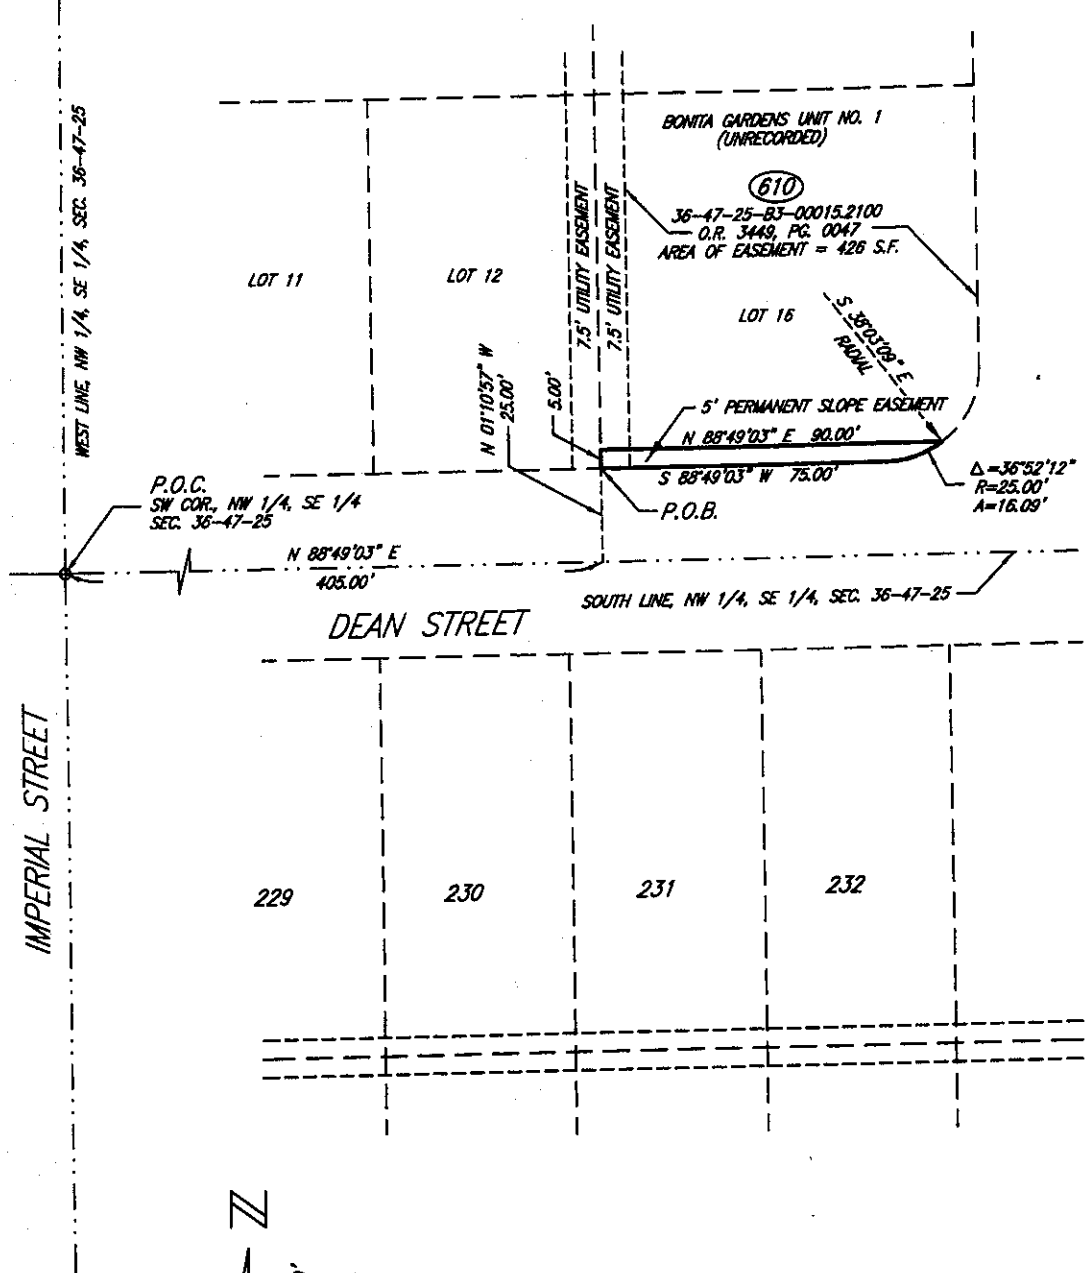 WEST LINE, NW 1/4, SE 1/4, SEC. 36-47-25
BONITA GARDENS UNIT NO. 1
(UNRECORDED)
610
36-47-25-B3-00015.2100
O.R. 3449, PG. 0047
AREA OF EASEMENT = 426 S.F.
LOT 11
LOT 12
7.5' UTILITY EASEMENT
7.5' UTILITY EASEMENT
LOT 16
S 38°03'09" E
RADIAL
N 01°10'57" W
25.00'
5.00'
5' PERMANENT SLOPE EASEMENT
N 88°49'03" E 90.00'
S 88°49'03" W 75.00'
Δ=36°52'12"
R=25.00'
A=16.09'
P.O.C.
SW COR., NW 1/4, SE 1/4
SEC. 36-47-25
P.O.B.
N 88°49'03" E
405.00'
SOUTH LINE, NW 1/4, SE 1/4, SEC. 36-47-25
DEAN STREET
IMPERIAL STREET
229
230
231
232
N